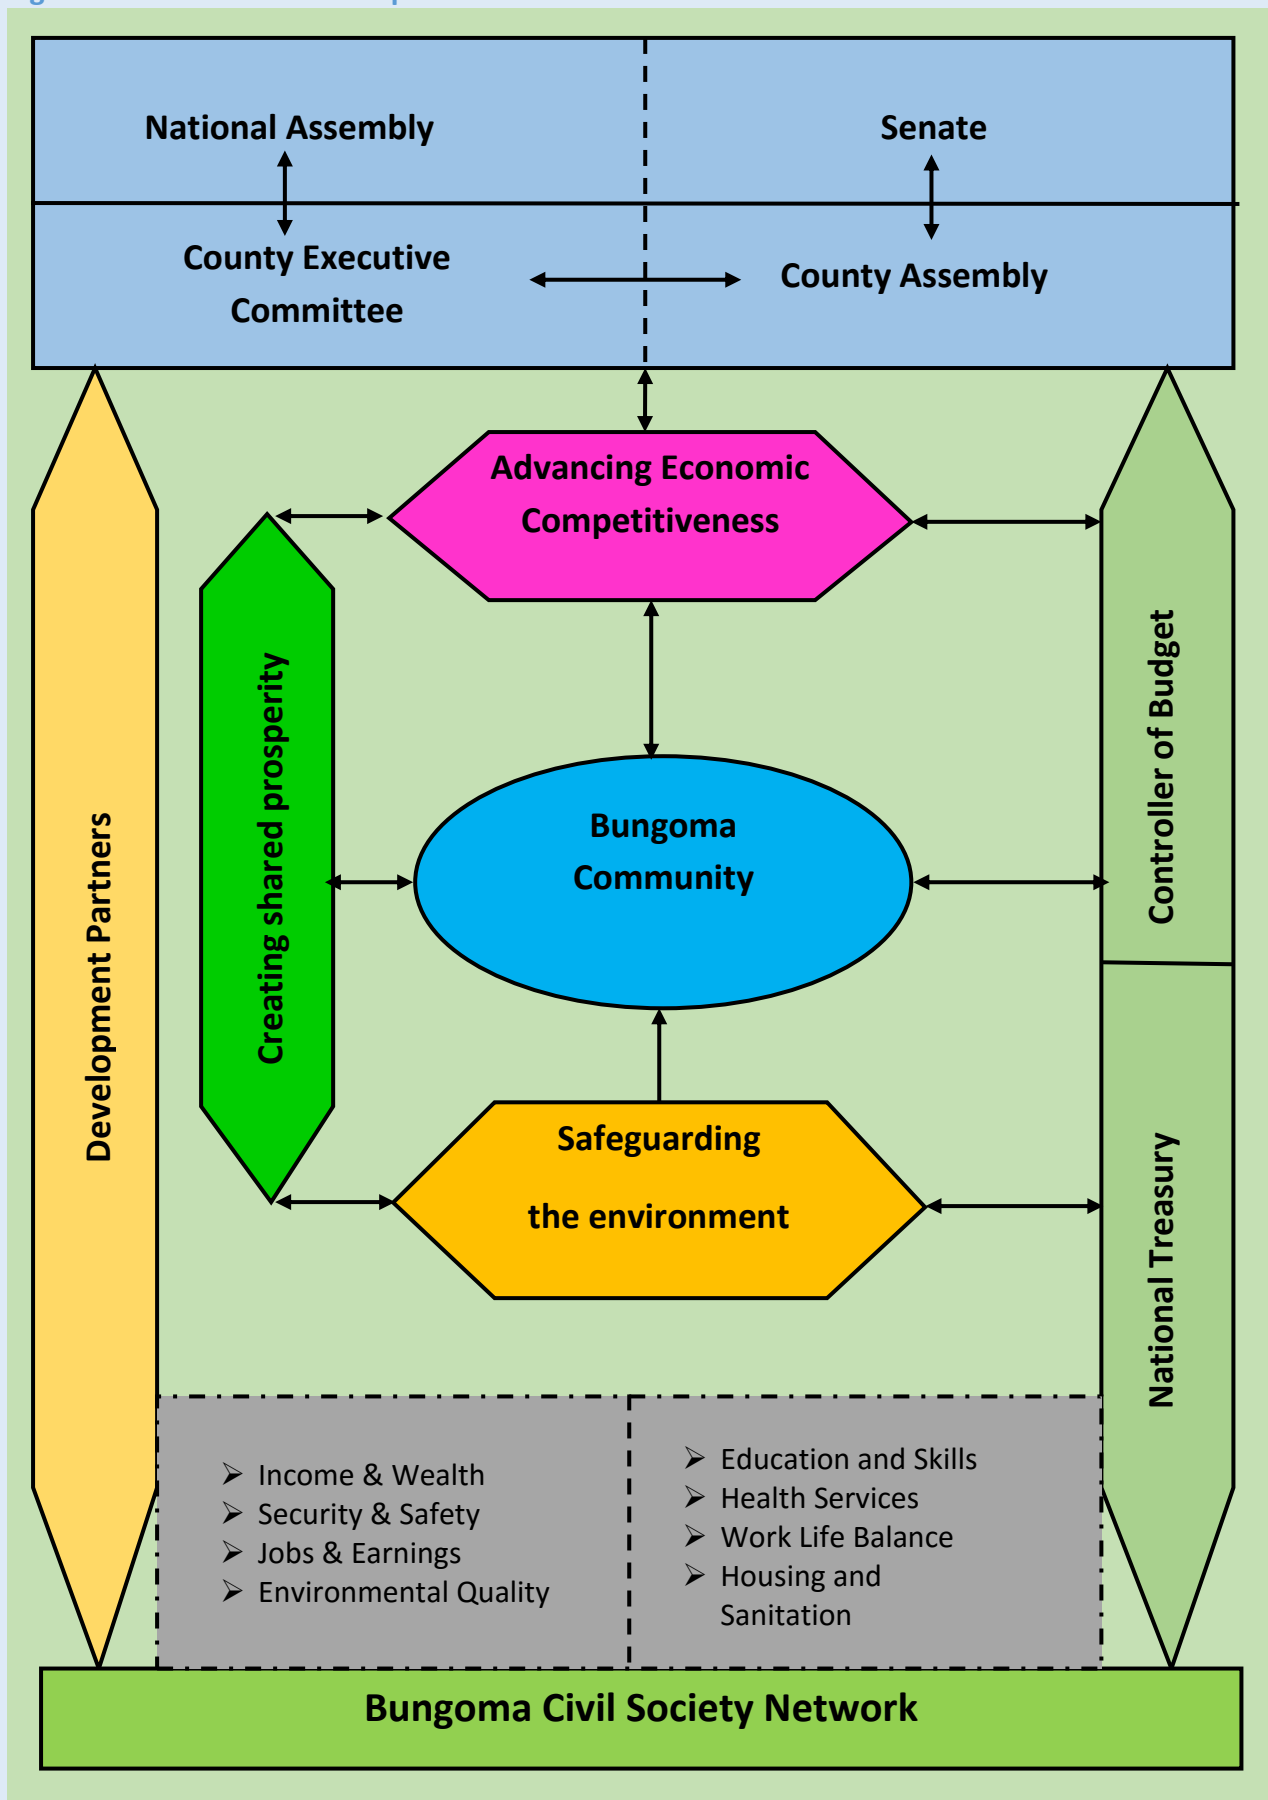 National Assembly
Senate
County Executive
Committee
County Assembly
Advancing Economic
Competitiveness
Creating shared prosperity
Controller of Budget
Bungoma
Community
Development Partners
Safeguarding
the environment
National Treasury
➢ Income & Wealth
➢ Security & Safety
➢ Jobs & Earnings
➢ Environmental Quality
➢ Education and Skills
➢ Health Services
➢ Work Life Balance
➢ Housing and
Sanitation
Bungoma Civil Society Network